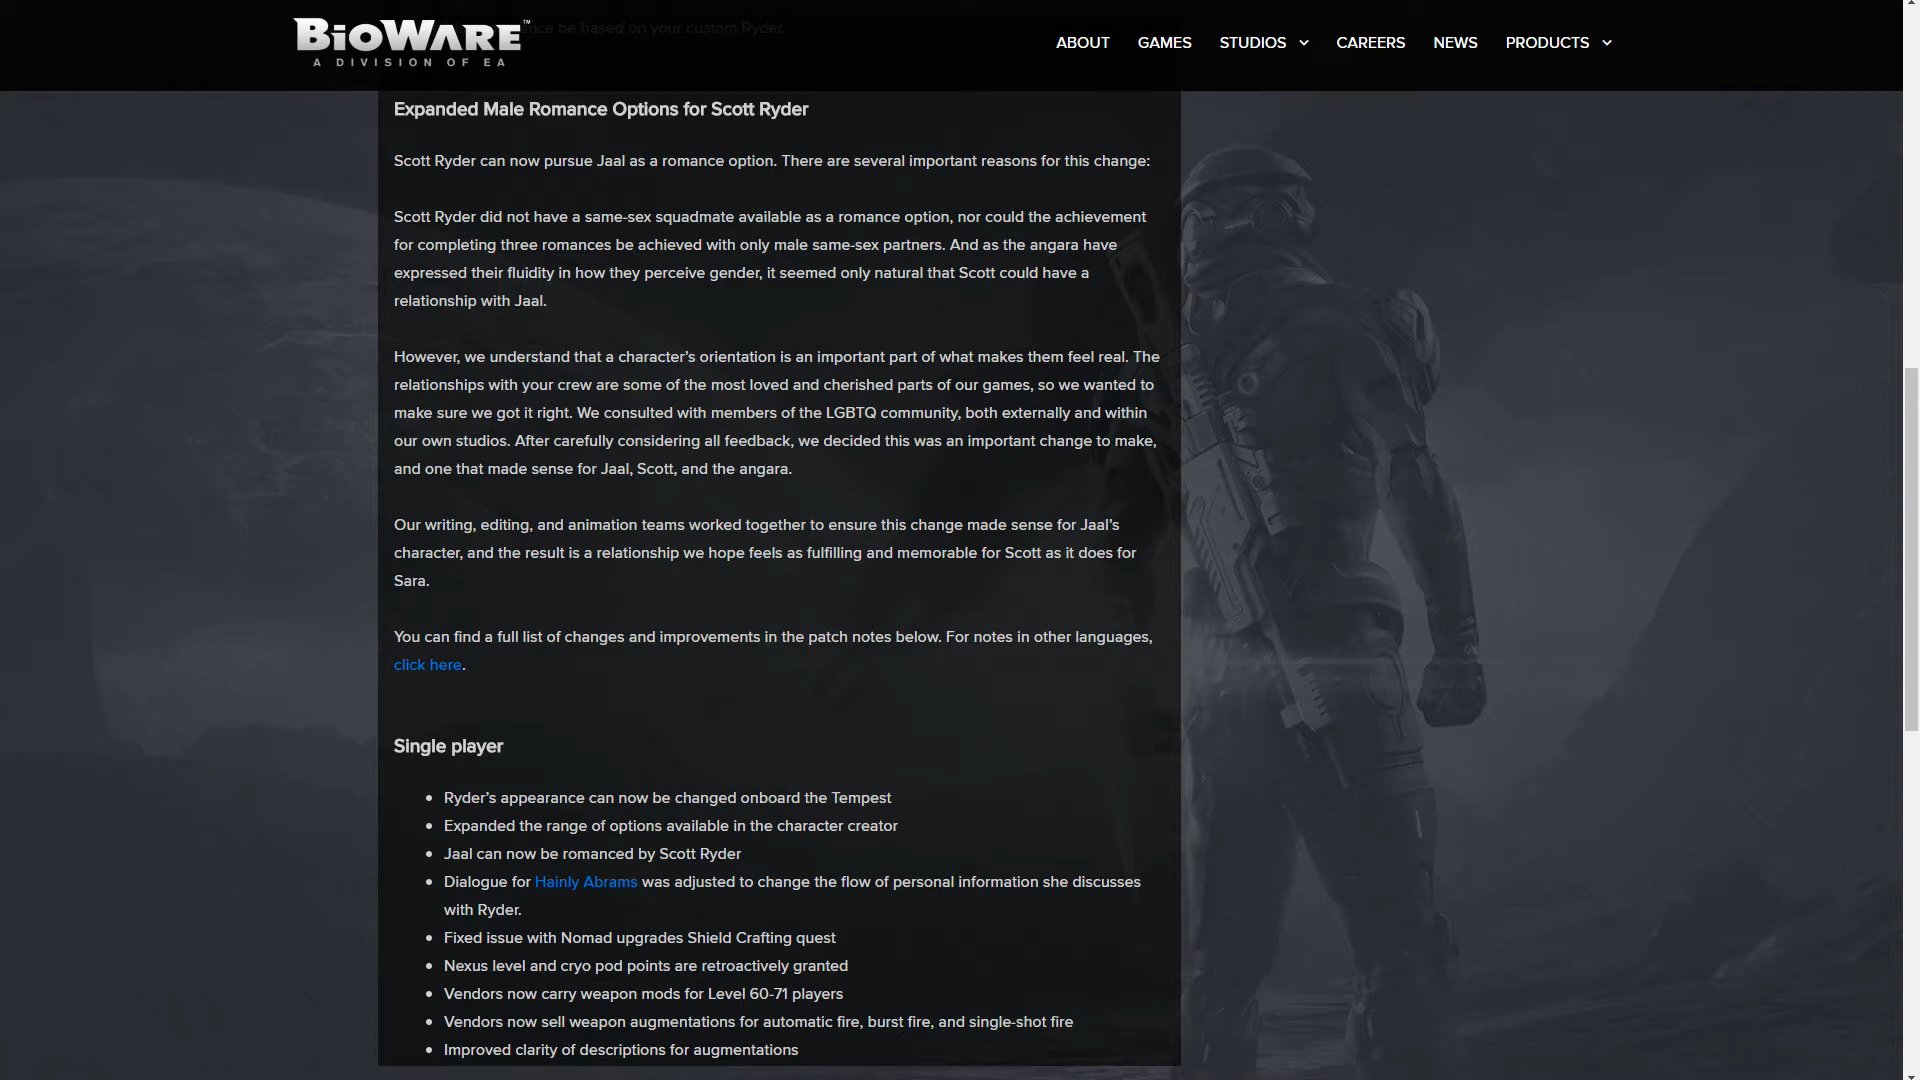 BIOWARE™
A DIVISION OF EA
nce be based on your custom Ryder.
ABOUT GAMES STUDIOS CAREERS NEWS PRODUCTS
Expanded Male Romance Options for Scott Ryder
Scott Ryder can now pursue Jaal as a romance option. There are several important reasons for this change:
Scott Ryder did not have a same-sex squadmate available as a romance option, nor could the achievement
for completing three romances be achieved with only male same-sex partners. And as the angara have
expressed their fluidity in how they perceive gender, it seemed only natural that Scott could have a
relationship with Jaal.
However, we understand that a character’s orientation is an important part of what makes them feel real. The
relationships with your crew are some of the most loved and cherished parts of our games, so we wanted to
make sure we got it right. We consulted with members of the LGBTQ community, both externally and within
our own studios. After carefully considering all feedback, we decided this was an important change to make,
and one that made sense for Jaal, Scott, and the angara.
Our writing, editing, and animation teams worked together to ensure this change made sense for Jaal’s
character, and the result is a relationship we hope feels as fulfilling and memorable for Scott as it does for
Sara.
You can find a full list of changes and improvements in the patch notes below. For notes in other languages,
click here.
Single player
• Ryder’s appearance can now be changed onboard the Tempest
• Expanded the range of options available in the character creator
• Jaal can now be romanced by Scott Ryder
• Dialogue for Hainly Abrams was adjusted to change the flow of personal information she discusses
with Ryder.
• Fixed issue with Nomad upgrades Shield Crafting quest
• Nexus level and cryo pod points are retroactively granted
• Vendors now carry weapon mods for Level 60-71 players
• Vendors now sell weapon augmentations for automatic fire, burst fire, and single-shot fire
• Improved clarity of descriptions for augmentations